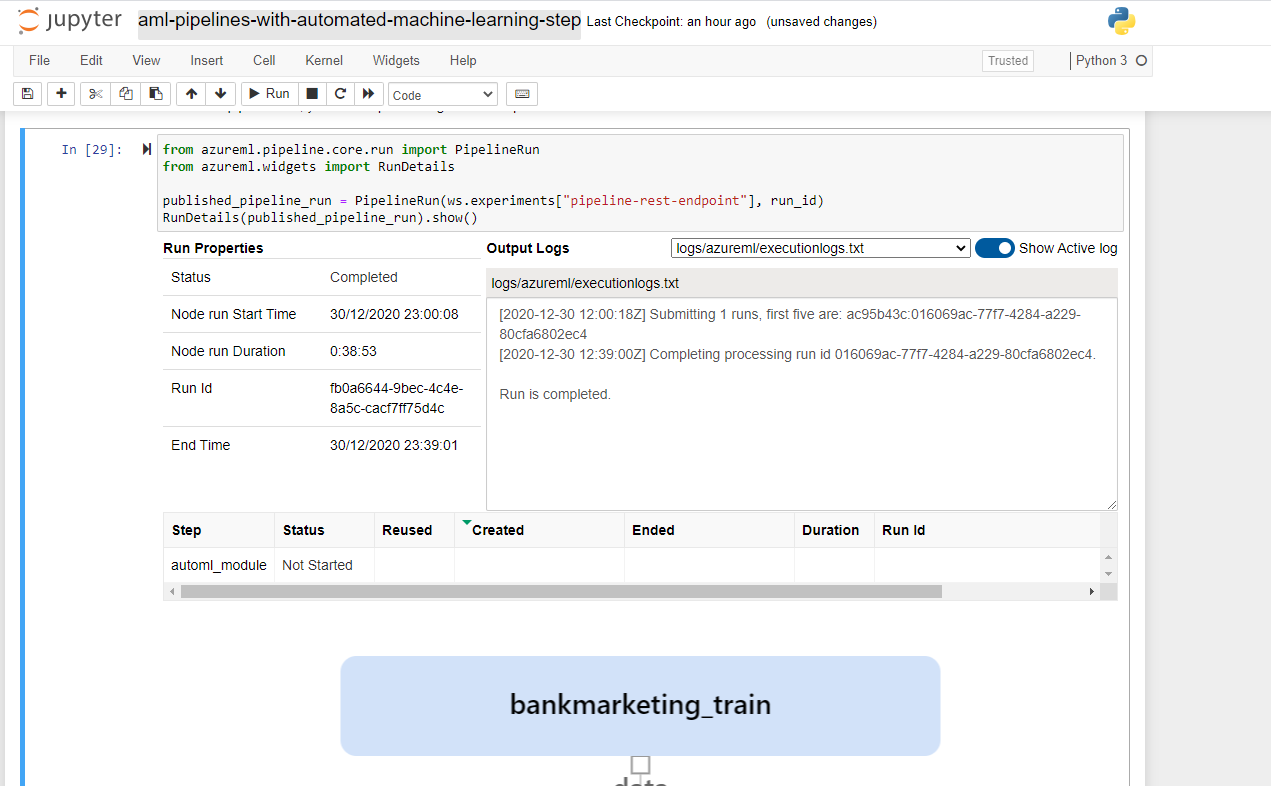 jupyter aml-pipelines-with-automated-machine-learning-step Last Checkpoint: an hour ago (unsaved changes)
File Edit View Insert Cell Kernel Widgets Help Trusted Python 3
Run Code
In [29]: from azureml.pipeline.core.run import PipelineRun
from azureml.widgets import RunDetails
published_pipeline_run = PipelineRun(ws.experiments["pipeline-rest-endpoint"], run_id)
RunDetails(published_pipeline_run).show()
Run Properties
Status Completed
Node run Start Time 30/12/2020 23:00:08
Node run Duration 0:38:53
Run Id fb0a6644-9bec-4c4e-
8a5c-cacf7ff75d4c
End Time 30/12/2020 23:39:01
Output Logs logs/azureml/executionlogs.txt Show Active log
logs/azureml/executionlogs.txt
[2020-12-30 12:00:18Z] Submitting 1 runs, first five are: ac95b43c:016069ac-77f7-4284-a229-
80cfa6802ec4
[2020-12-30 12:39:00Z] Completing processing run id 016069ac-77f7-4284-a229-80cfa6802ec4.
Run is completed.
Step Status Reused Created Ended Duration Run Id
automl_module Not Started
bankmarketing_train